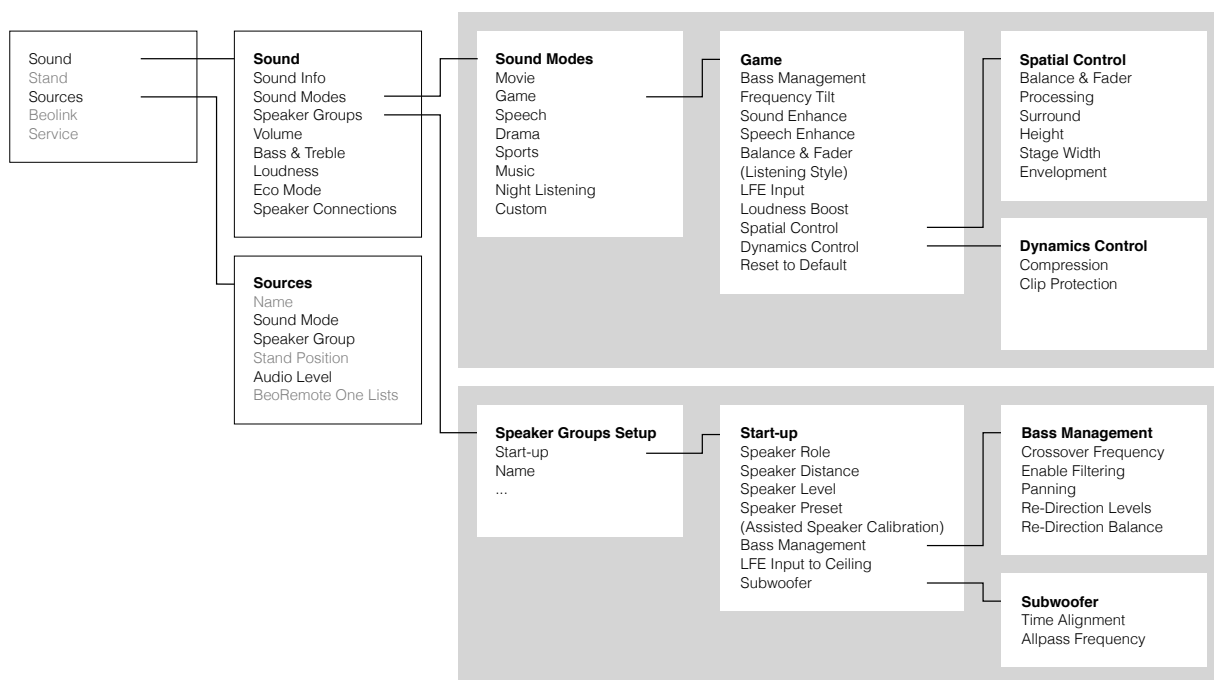 Sound
Stand
Sources
Beolink
Service
Sound
Sound Info
Sound Modes
Speaker Groups
Volume
Bass & Treble
Loudness
Eco Mode
Speaker Connections
Sources
Name
Sound Mode
Speaker Group
Stand Position
Audio Level
BeoRemote One Lists
Sound Modes
Movie
Game
Speech
Drama
Sports
Music
Night Listening
Custom
Game
Bass Management
Frequency Tilt
Sound Enhance
Speech Enhance
Balance & Fader
(Listening Style)
LFE Input
Loudness Boost
Spatial Control
Dynamics Control
Reset to Default
Spatial Control
Balance & Fader
Processing
Surround
Height
Stage Width
Envelopment
Dynamics Control
Compression
Clip Protection
Speaker Groups Setup
Start-up
Name
...
Start-up
Speaker Role
Speaker Distance
Speaker Level
Speaker Preset
(Assisted Speaker Calibration)
Bass Management
LFE Input to Ceiling
Subwoofer
Bass Management
Crossover Frequency
Enable Filtering
Panning
Re-Direction Levels
Re-Direction Balance
Subwoofer
Time Alignment
Allpass Frequency